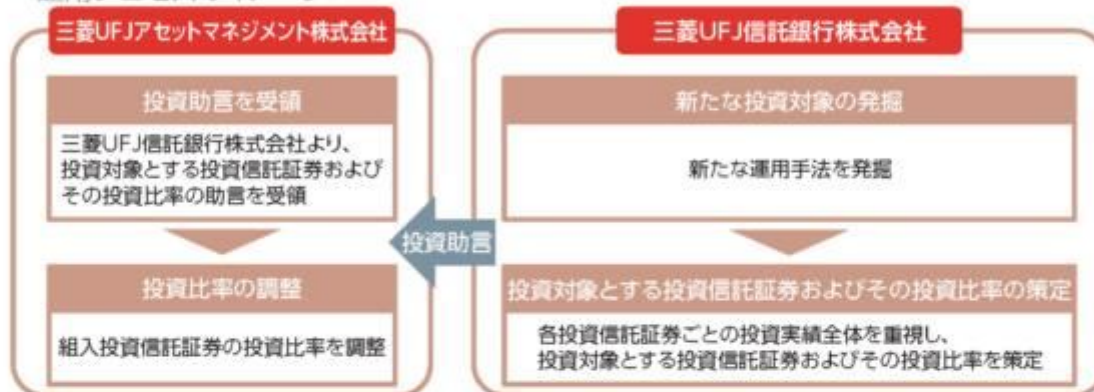 三菱UFJアセットマネジメント株式会社
投資助言を受領
三菱UFJ信託銀行株式会社より、
投資対象とする投資信託証券および
その投資比率の助言を受領
投資比率の調整
組入投資信託証券の投資比率を調整
投資助言
三菱UFJ信託銀行株式会社
新たな投資対象の発掘
新たな運用手法を発掘
投資対象とする投資信託証券およびその投資比率の策定
各投資信託証券ごとの投資実績全体を重視し、
投資対象とする投資信託証券およびその投資比率を策定